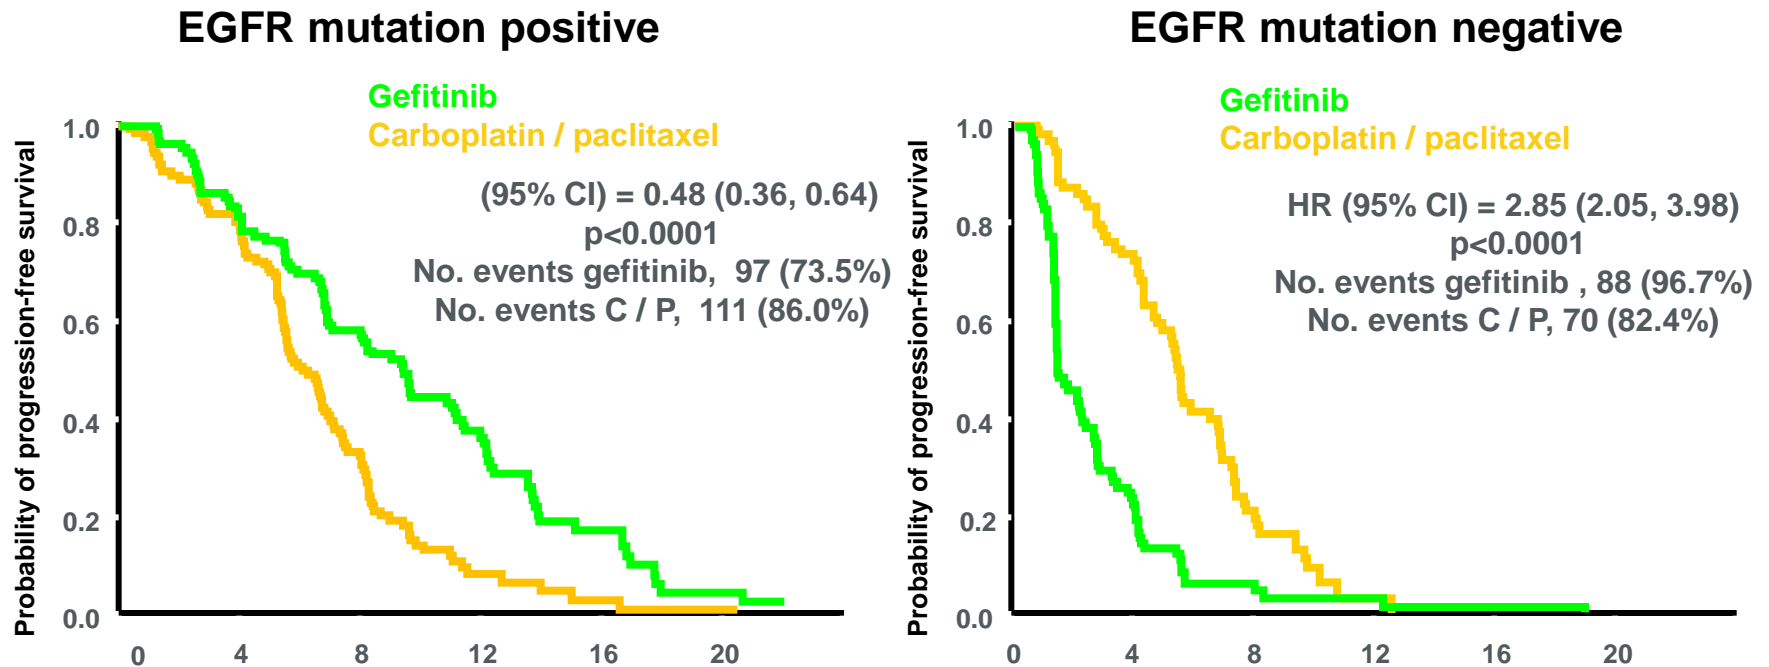 EGFR mutation positive
Gefitinib
Carboplatin / paclitaxel
(95% CI) = 0.48 (0.36, 0.64)
p<0.0001
No. events gefitinib, 97 (73.5%)
No. events C / P, 111 (86.0%)
Probability of progression-free survival
1.0
0.8
0.6
0.4
0.2
0.0
0 4 8 12 16 20
EGFR mutation negative
Gefitinib
Carboplatin / paclitaxel
HR (95% CI) = 2.85 (2.05, 3.98)
p<0.0001
No. events gefitinib , 88 (96.7%)
No. events C / P, 70 (82.4%)
Probability of progression-free survival
1.0
0.8
0.6
0.4
0.2
0.0
0 4 8 12 16 20